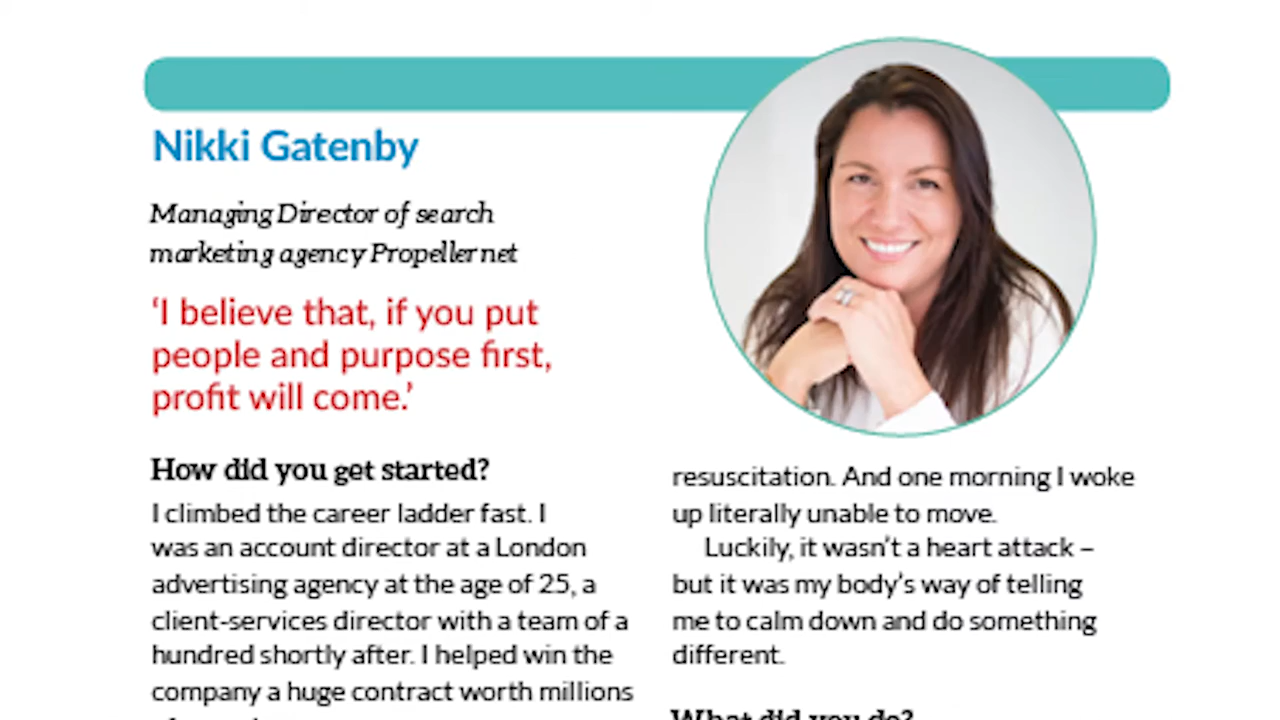 Nikki Gatenby
Managing Director of search
marketing agency Propellernet
‘I believe that, if you put
people and purpose first,
profit will come.’
How did you get started?
I climbed the career ladder fast. I
was an account director at a London
advertising agency at the age of 25, a
client-services director with a team of a
hundred shortly after. I helped win the
company a huge contract worth millions
resuscitation. And one morning I woke
up literally unable to move.
Luckily, it wasn’t a heart attack –
but it was my body’s way of telling
me to calm down and do something
different.
What did you do?